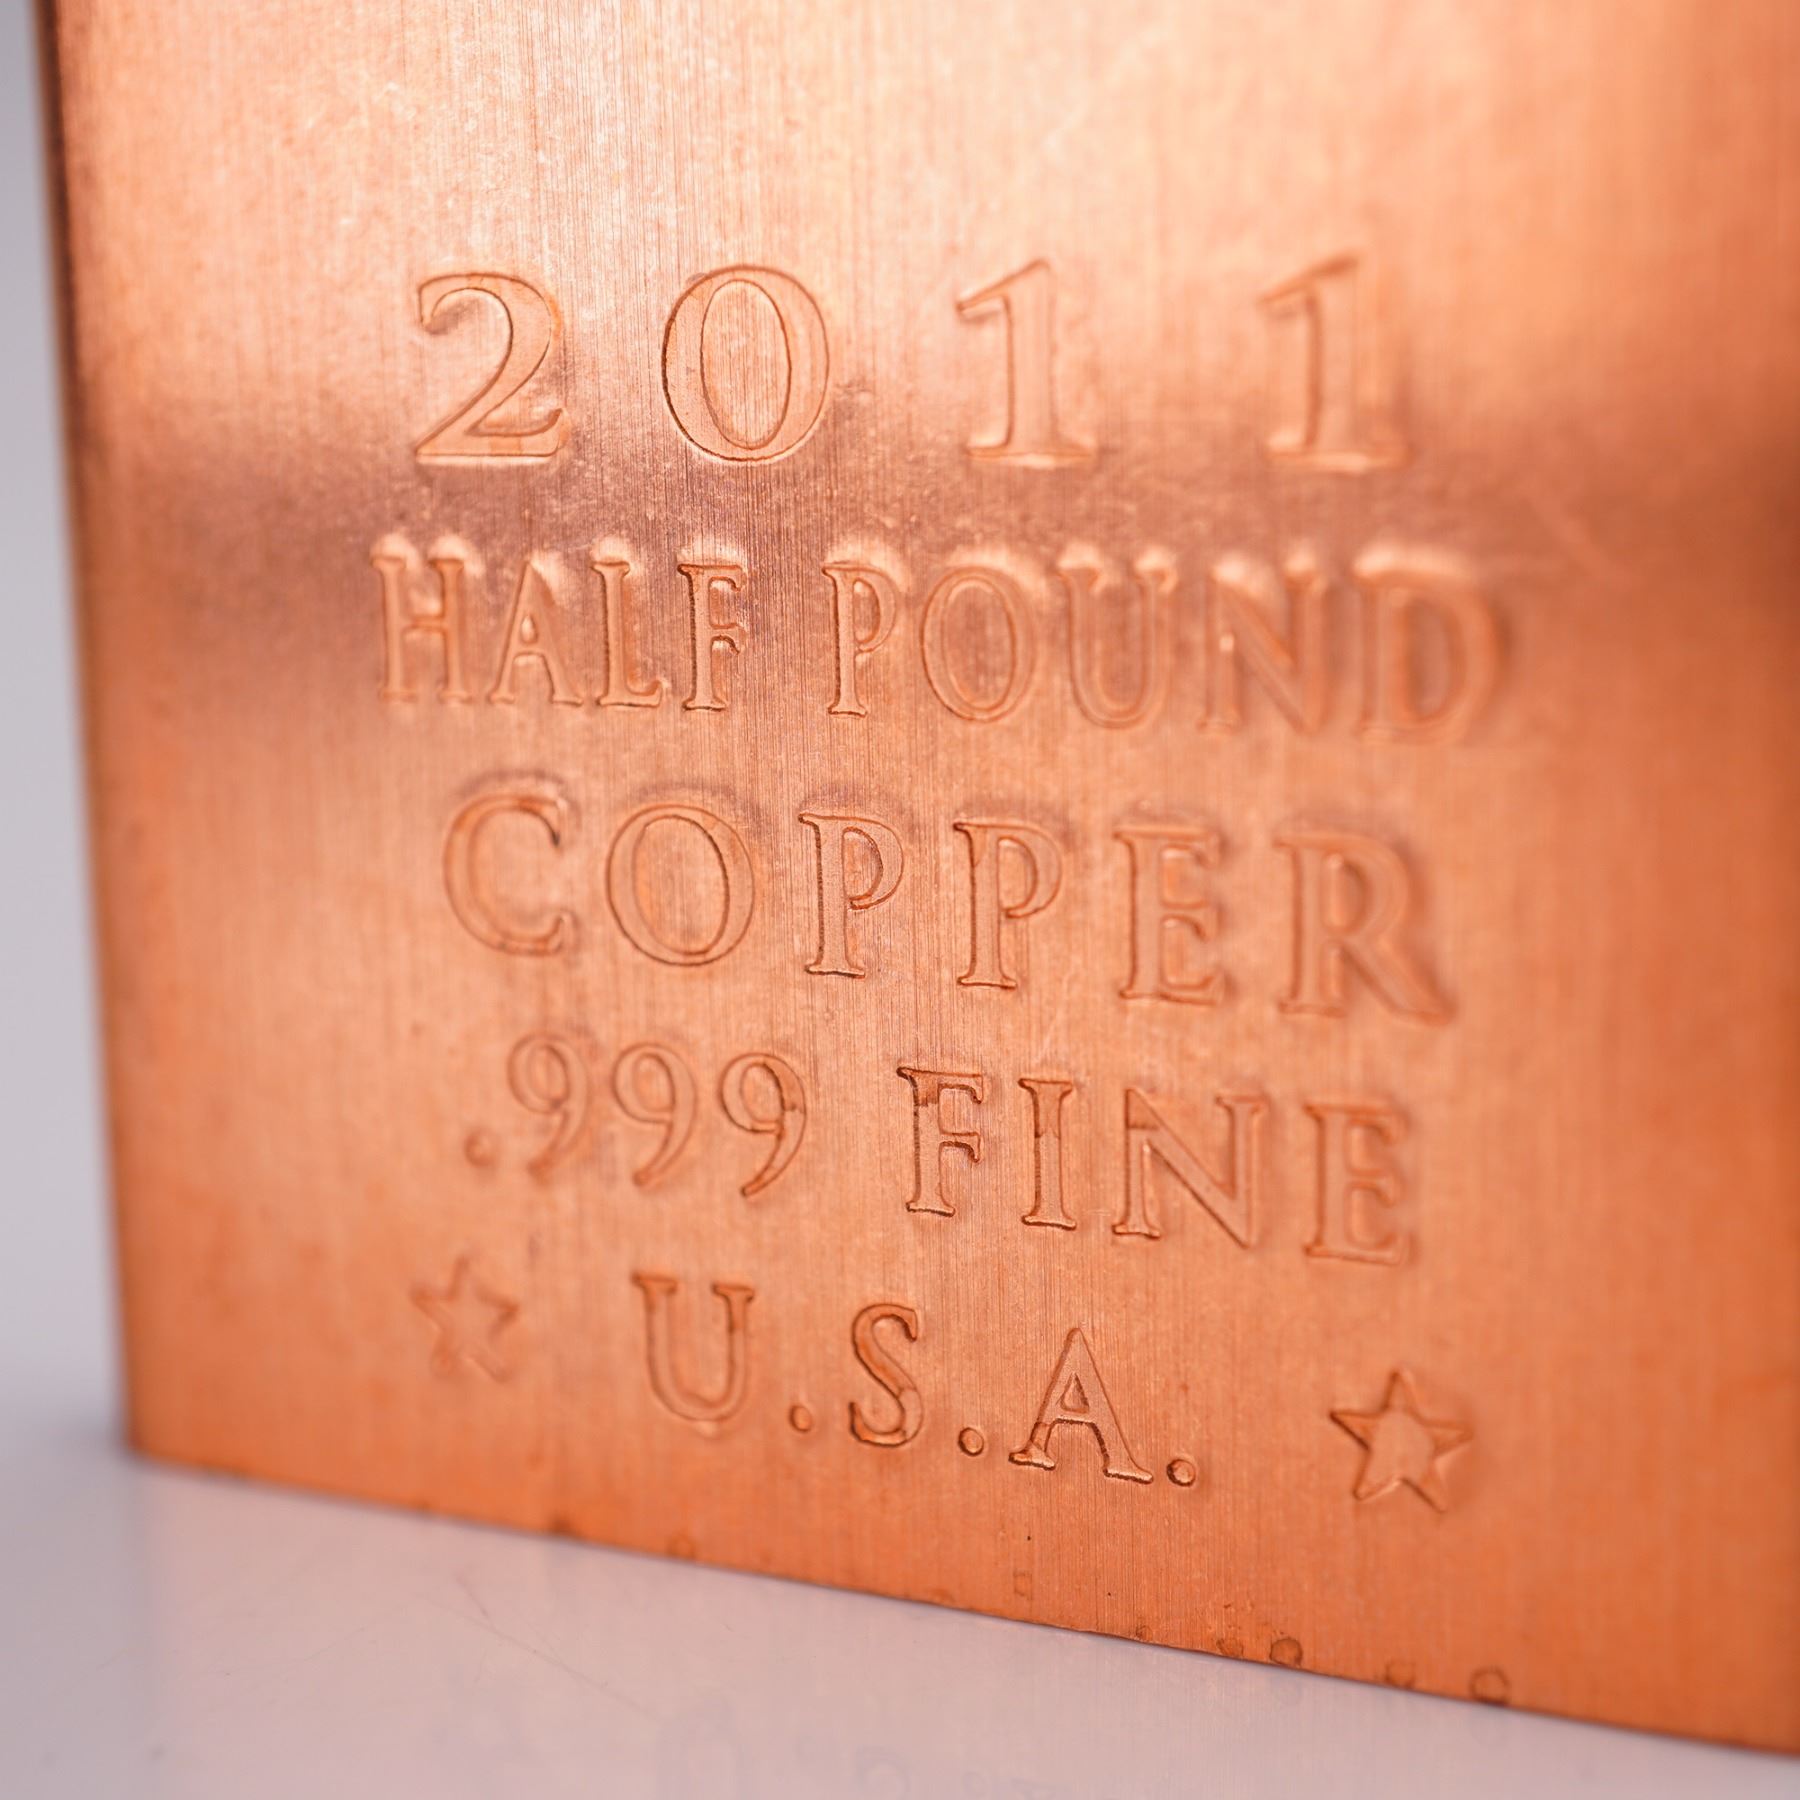 2011
HALF POUND
COPPER
.999 FINE
U.S.A.